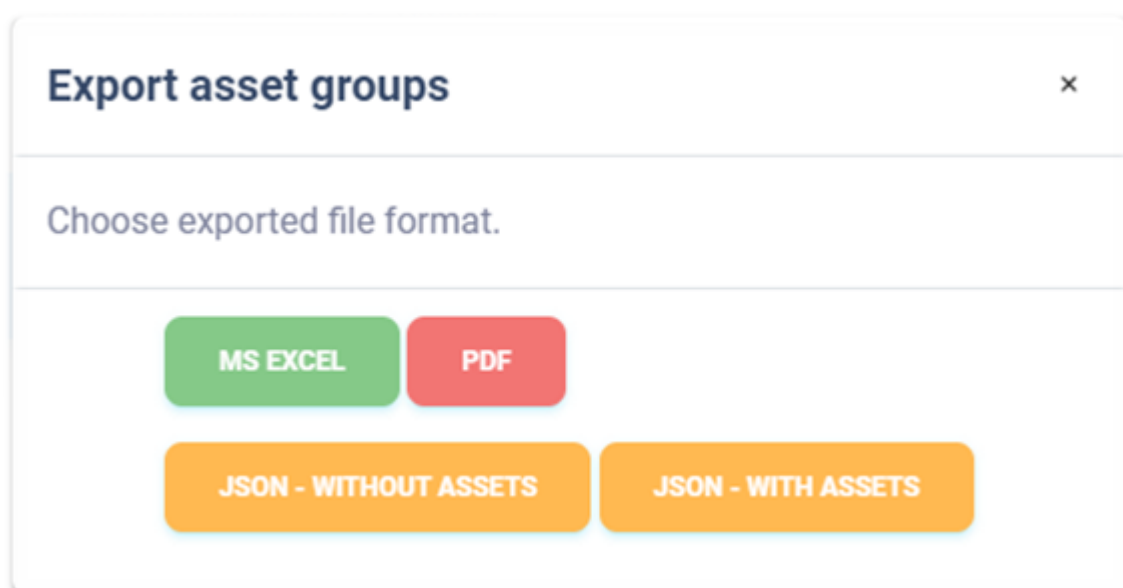 Export asset groups ×
Choose exported file format.
MS EXCEL PDF
JSON - WITHOUT ASSETS JSON - WITH ASSETS